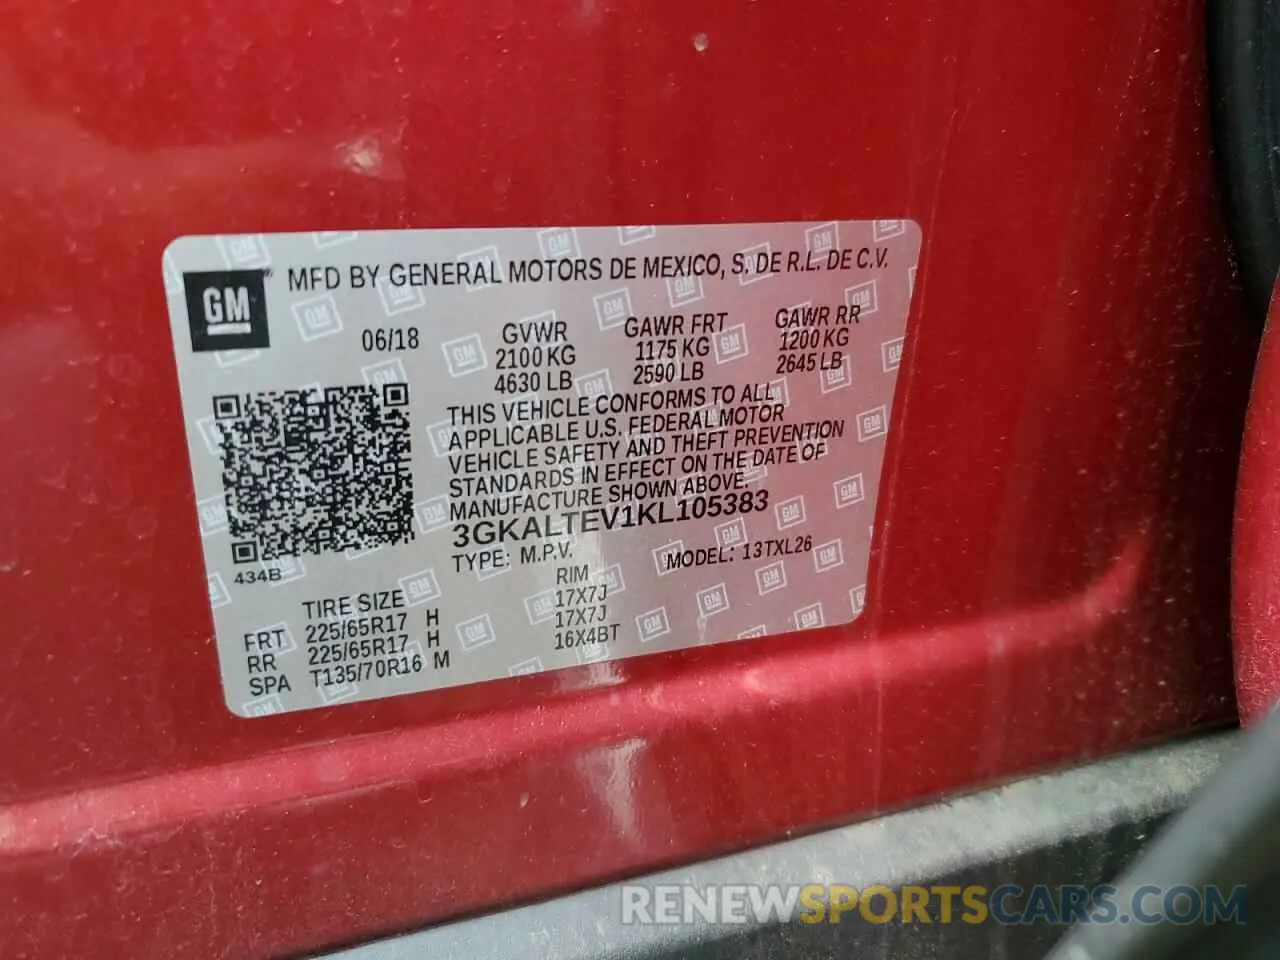 GM ® MFD BY GENERAL MOTORS DE MEXICO, S. DE R.L. DE C.V.
06/18 GVWR GAWR FRT GAWR RR
2100 KG 1175 KG 1200 KG
4630 LB 2590 LB 2645 LB
THIS VEHICLE CONFORMS TO ALL
APPLICABLE U.S. FEDERAL MOTOR
VEHICLE SAFETY AND THEFT PREVENTION
STANDARDS IN EFFECT ON THE DATE OF
MANUFACTURE SHOWN ABOVE.
3GKALTEV1KL105383
434B TYPE: M.P.V. MODEL: 13TXL26
TIRE SIZE RIM
FRT 225/65R17 H 17X7J
RR 225/65R17 H 17X7J
SPA T135/70R16 M 16X4BT
RENEWSPORTSCARS.COM